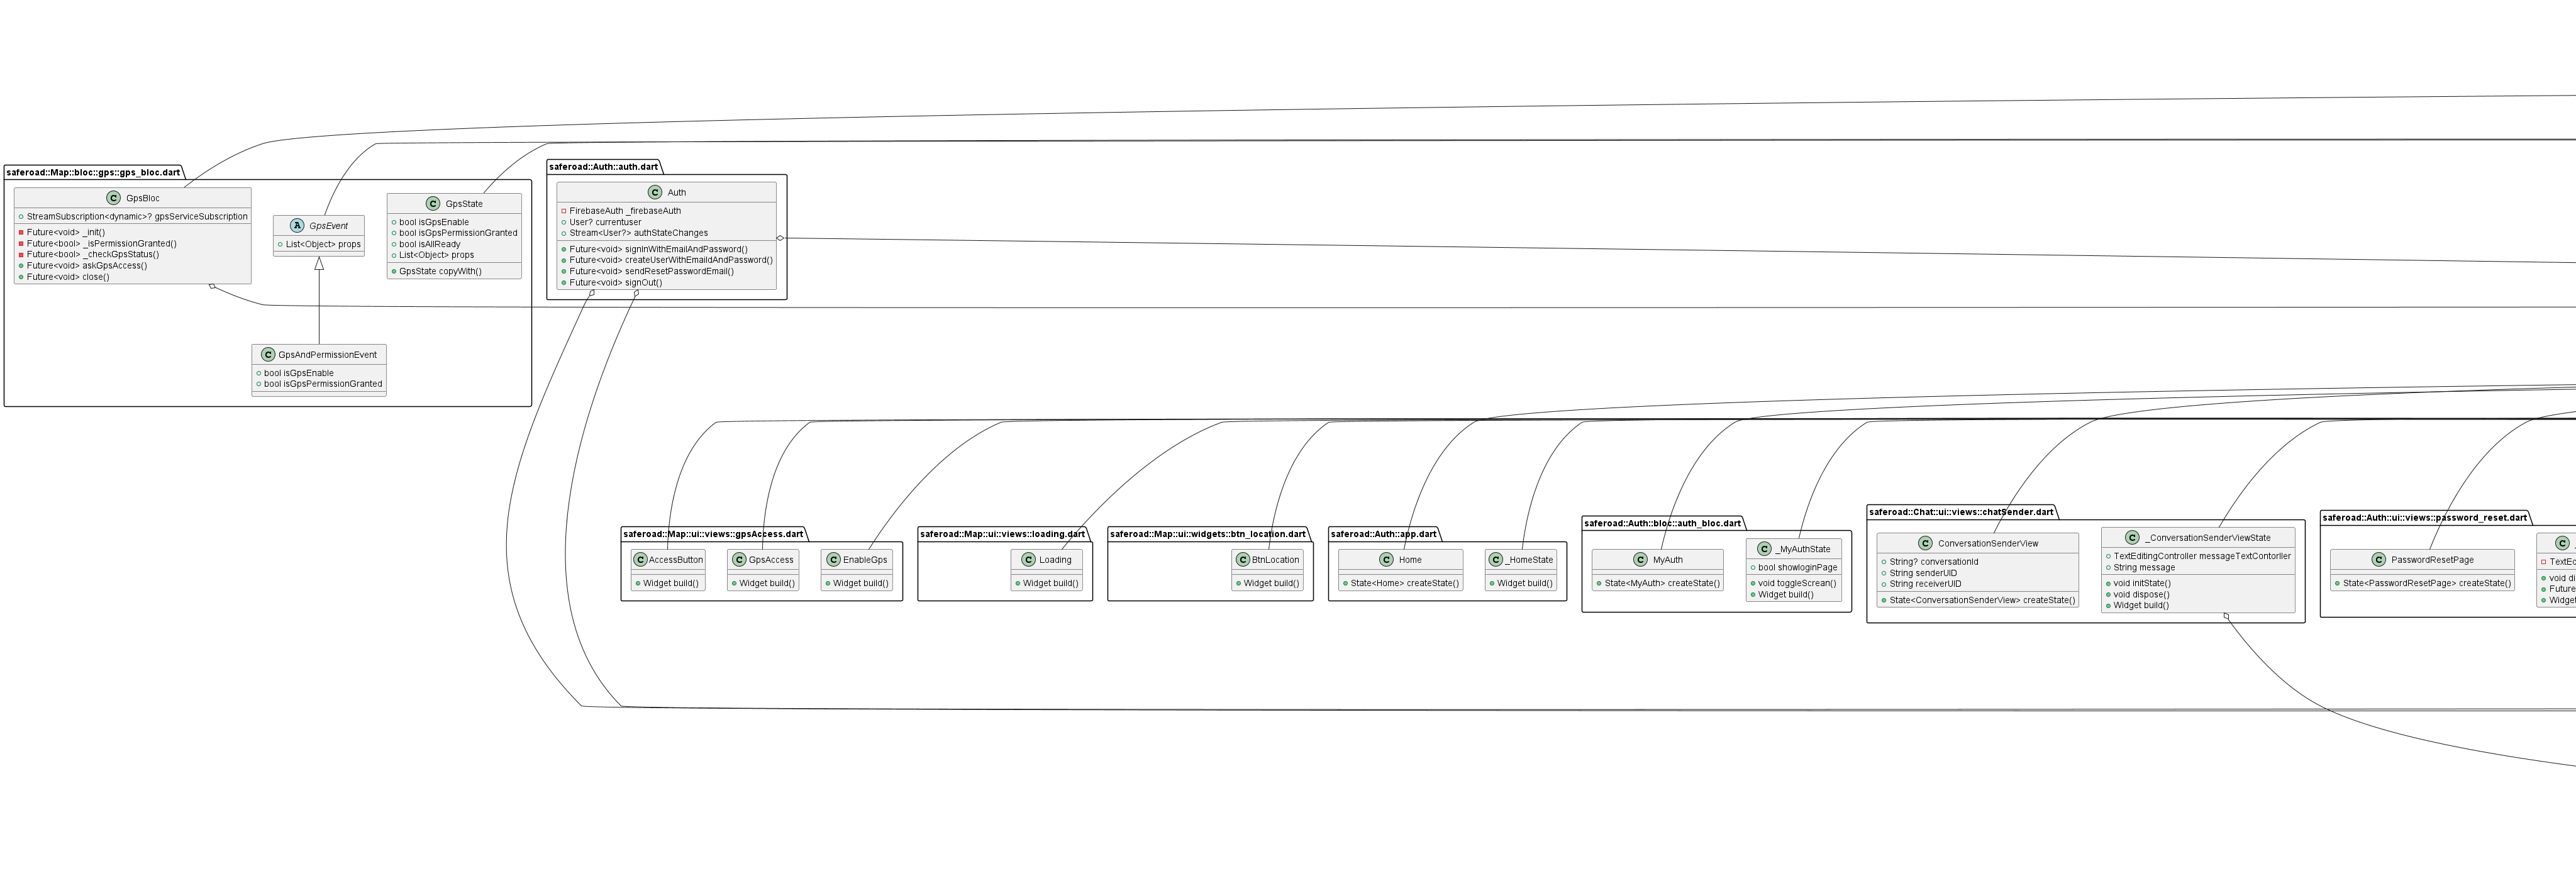 saferoad::Map::bloc::gps::gps_bloc.dart
C GpsBloc
StreamSubscription<dynamic>? gpsServiceSubscription
Future<void> _init()
Future<bool> _isPermissionGranted()
Future<bool> _checkGpsStatus()
Future<void> askGpsAccess()
Future<void> close()
A GpsEvent
List<Object> props
C GpsState
bool isGpsEnable
bool isGpsPermissionGranted
bool isAllReady
List<Object> props
GpsState copyWith()
C GpsAndPermissionEvent
bool isGpsEnable
bool isGpsPermissionGranted
saferoad::Auth::auth.dart
C Auth
FirebaseAuth _firebaseAuth
User? currentuser
Stream<User?> authStateChanges
Future<void> signInWithEmailAndPassword()
Future<void> createUserWithEmaildAndPassword()
Future<void> sendResetPasswordEmail()
Future<void> signOut()
saferoad::Map::ui::views::gpsAccess.dart
C AccessButton
Widget build()
C GpsAccess
Widget build()
C EnableGps
Widget build()
saferoad::Map::ui::views::loading.dart
C Loading
Widget build()
saferoad::Map::ui::widgets::btn_location.dart
C BtnLocation
Widget build()
saferoad::Auth::app.dart
C Home
State<Home> createState()
C _HomeState
Widget build()
saferoad::Auth::bloc::auth_bloc.dart
C MyAuth
State<MyAuth> createState()
C _MyAuthState
bool showloginPage
void toggleScrean()
Widget build()
saferoad::Chat::ui::views::chatSender.dart
C ConversationSenderView
String? conversationId
String senderUID
String receiverUID
State<ConversationSenderView> createState()
C _ConversationSenderViewState
TextEditingController messageTextContorller
String message
void initState()
void dispose()
Widget build()
saferoad::Auth::ui::views::password_reset.dart
C PasswordResetPage
State<PasswordResetPage> createState()
C
TextEd
void di
Future
Widget